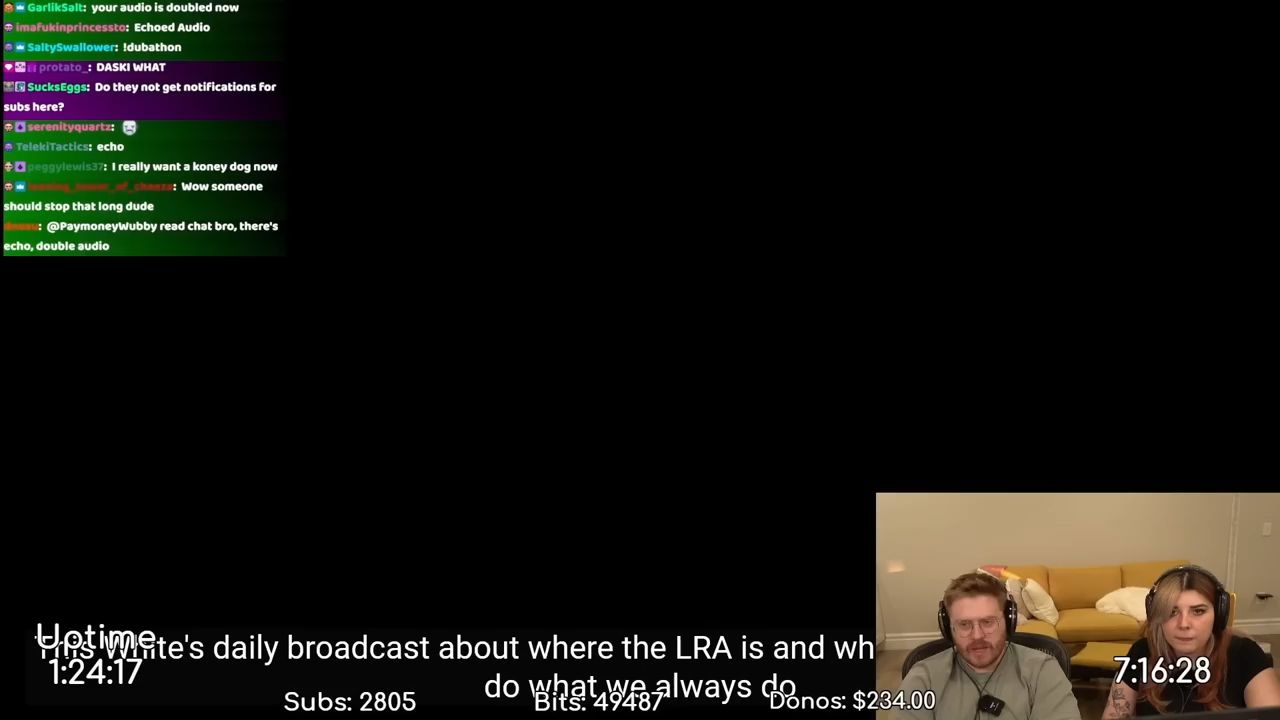 GarlikSalt: your audio is doubled now
imafukinprincessto: Echoed Audio
SaltySwallower: !dubathon
protato_: DASKI WHAT
SucksEggs: Do they not get notifications for
subs here?
serenityquartz:
TelekiTactics: echo
peggylewis37: I really want a koney dog now
leaning_tower_of_cheeza: Wow someone
should stop that long dude
: @PaymoneyWubby read chat bro, there's
echo, double audio
Uptime
1:24:17
This White's daily broadcast about where the LRA is and wh
do what we always do
Subs: 2805
Bits: 49487
Donos: $234.00
7:16:28